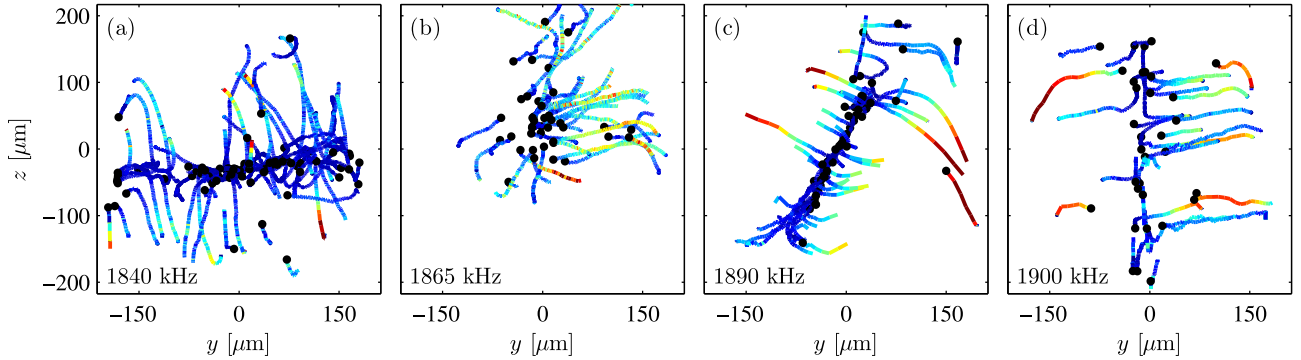 (a) (b) (c) (d)
200
100
0
−100
−200
z [µm]
1840 kHz 1865 kHz 1890 kHz 1900 kHz
−150 0 150 −150 0 150 −150 0 150 −150 0 150
y [µm] y [µm] y [µm] y [µm]